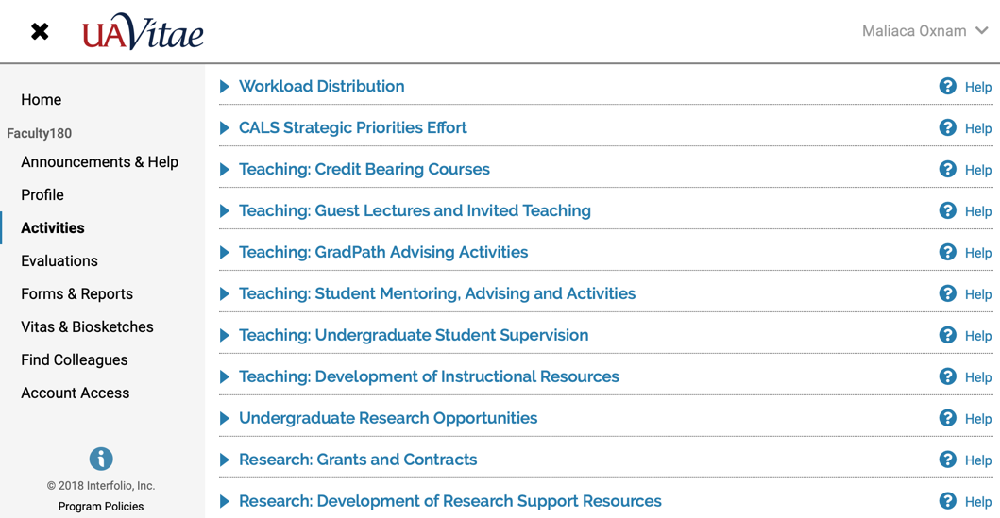 UAVitae
Maliaca Oxnam
Home
Faculty180
Announcements & Help
Profile
Activities
Evaluations
Forms & Reports
Vitas & Biosketches
Find Colleagues
Account Access
© 2018 Interfolio, Inc.
Program Policies
Workload Distribution ? Help
CALS Strategic Priorities Effort ? Help
Teaching: Credit Bearing Courses ? Help
Teaching: Guest Lectures and Invited Teaching ? Help
Teaching: GradPath Advising Activities ? Help
Teaching: Student Mentoring, Advising and Activities ? Help
Teaching: Undergraduate Student Supervision ? Help
Teaching: Development of Instructional Resources ? Help
Undergraduate Research Opportunities ? Help
Research: Grants and Contracts ? Help
Research: Development of Research Support Resources ? Help